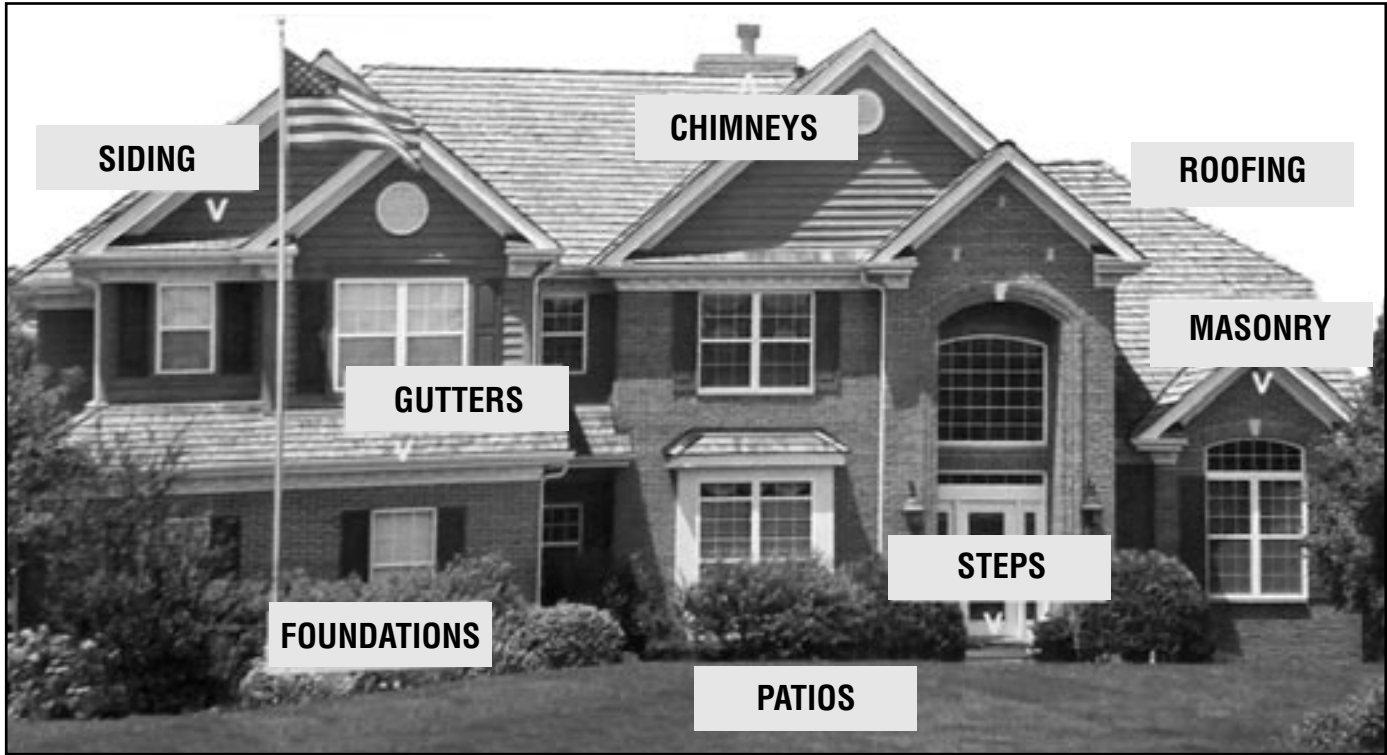 CHIMNEYS
SIDING
ROOFING
MASONRY
GUTTERS
STEPS
FOUNDATIONS
PATIOS